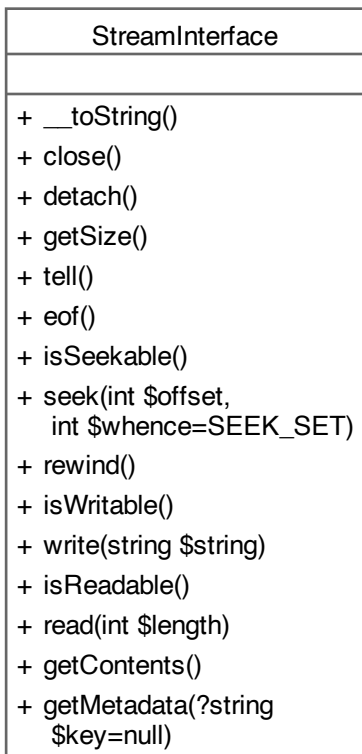 StreamInterface
+ __toString()
+ close()
+ detach()
+ getSize()
+ tell()
+ eof()
+ isSeekable()
+ seek(int $offset,
int $whence=SEEK_SET)
+ rewind()
+ isWritable()
+ write(string $string)
+ isReadable()
+ read(int $length)
+ getContents()
+ getMetadata(?string
$key=null)